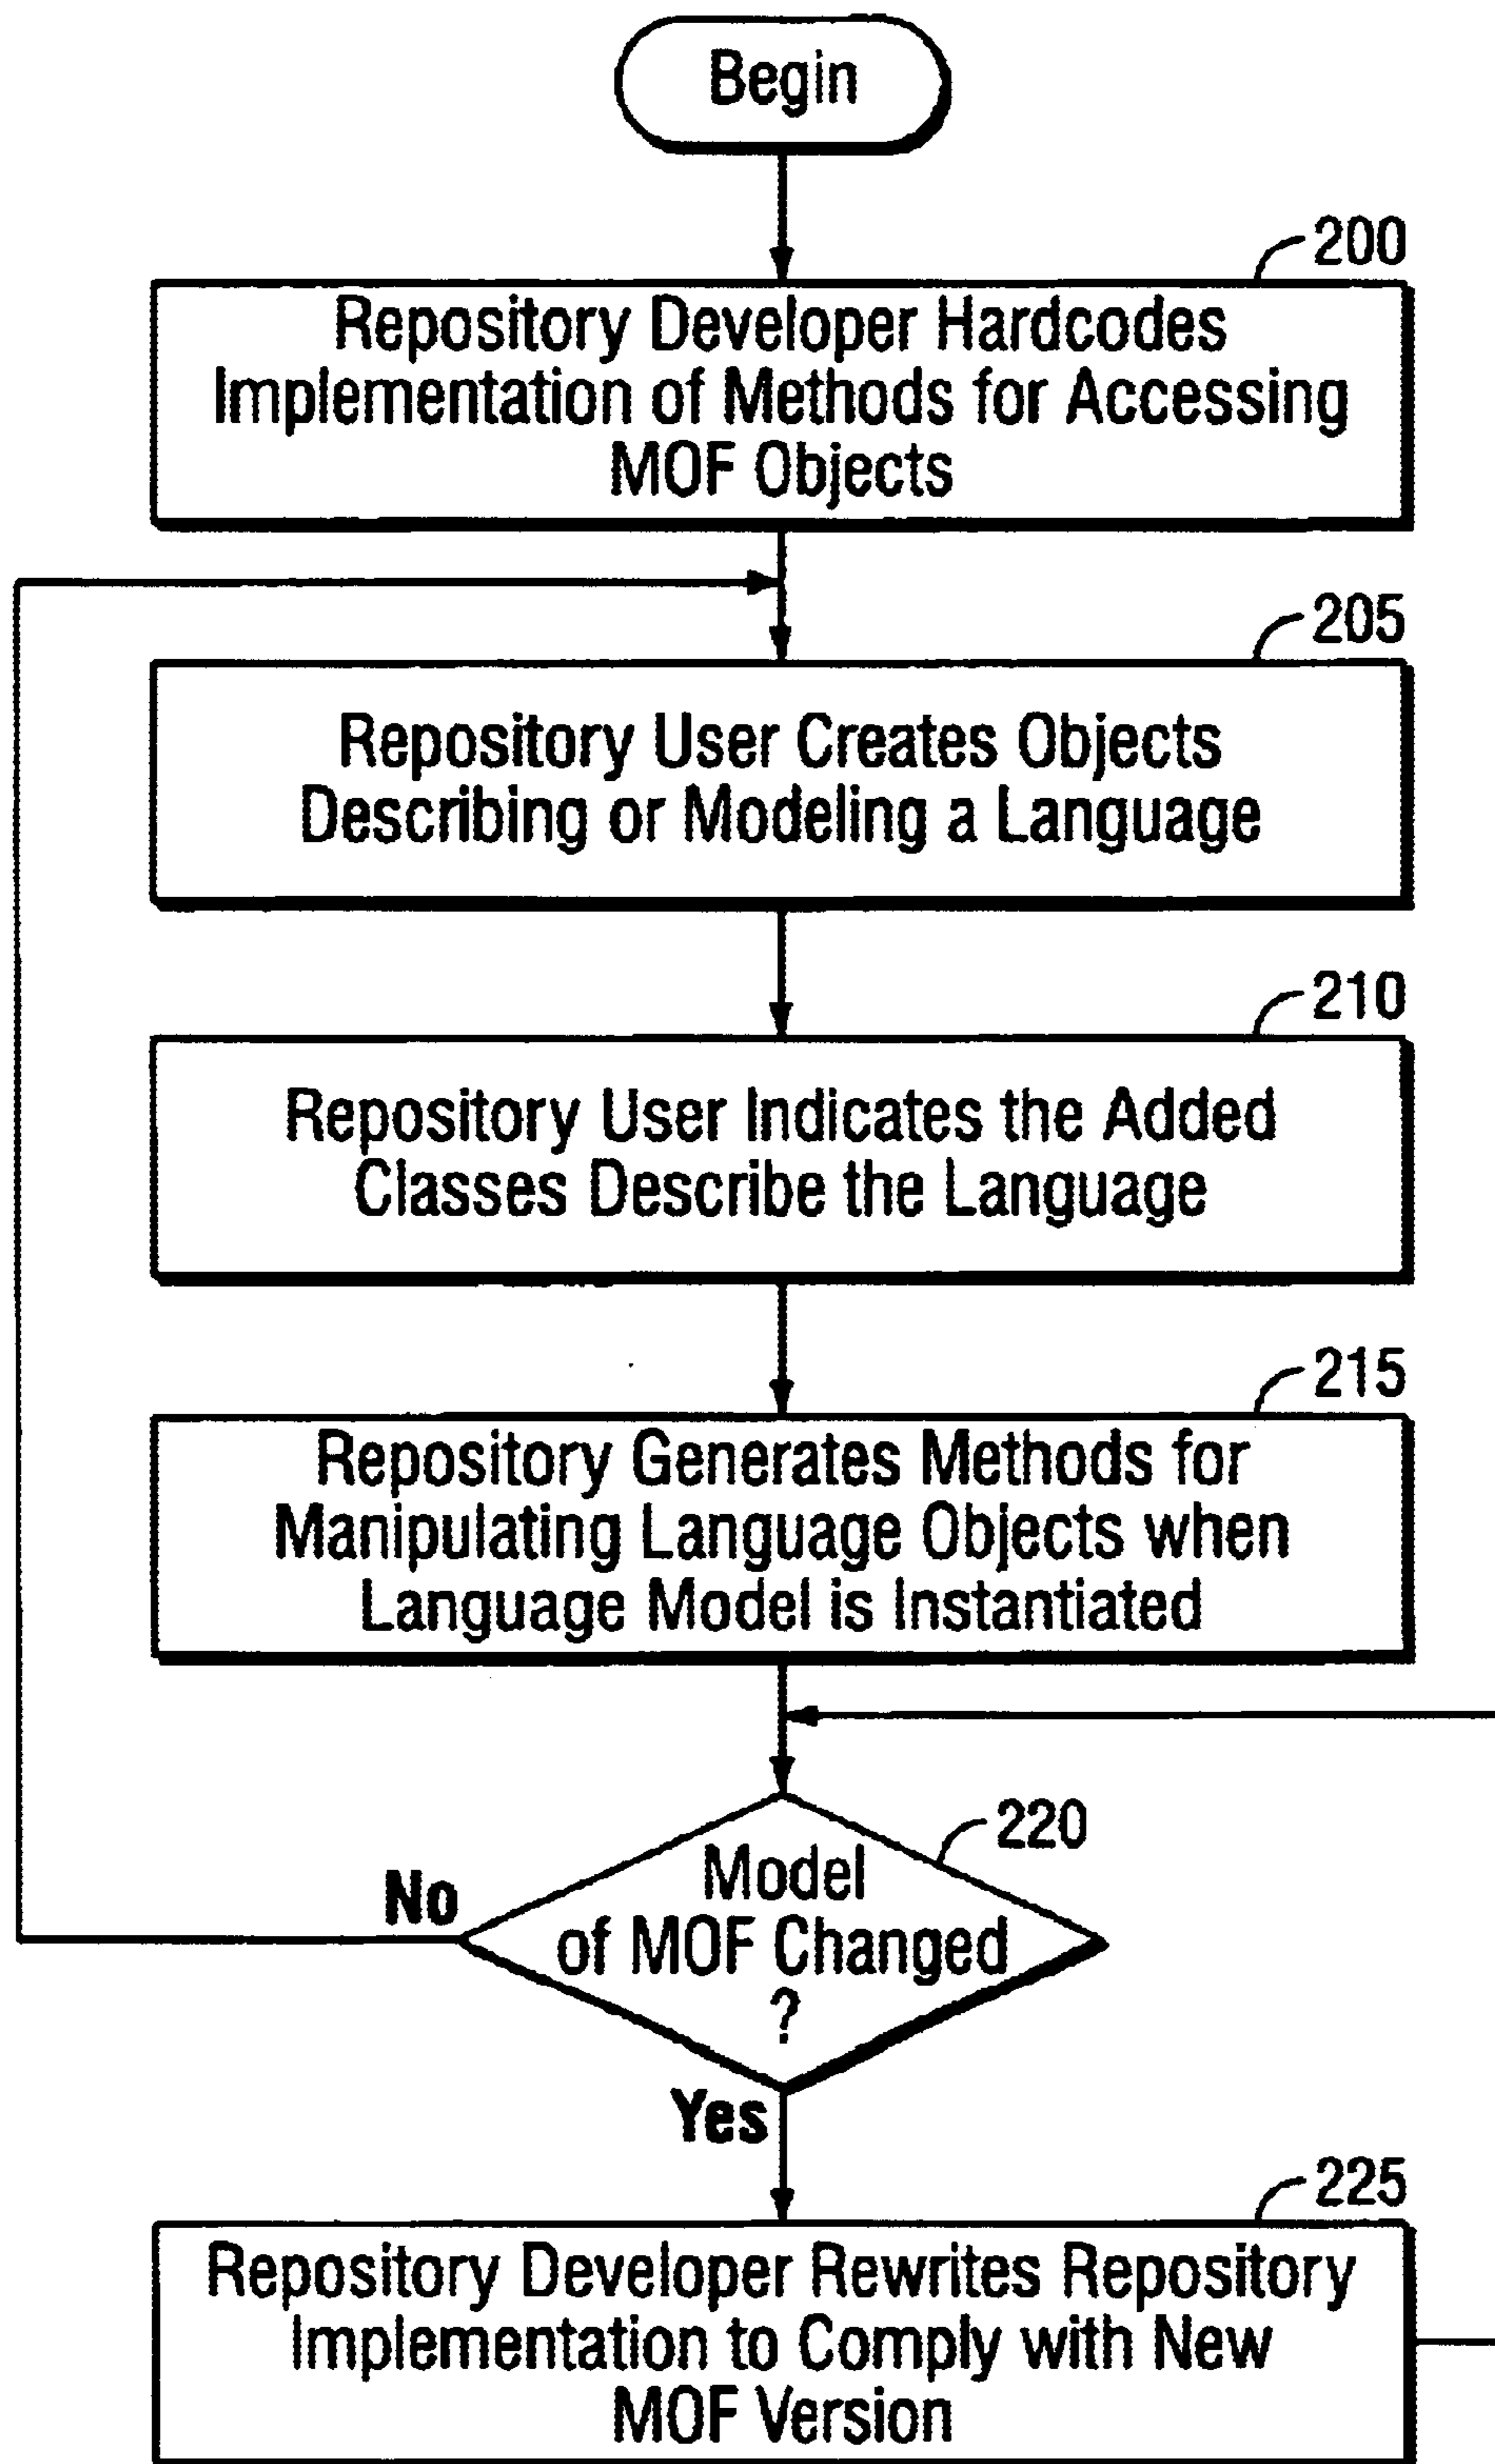 Begin
200
Repository Developer Hardcodes
Implementation of Methods for Accessing
MOF Objects
205
Repository User Creates Objects
Describing or Modeling a Language
210
Repository User Indicates the Added
Classes Describe the Language
215
Repository Generates Methods for
Manipulating Language Objects when
Language Model is Instantiated
220
Model
of MOF Changed
?
No
Yes
225
Repository Developer Rewrites Repository
Implementation to Comply with New
MOF Version